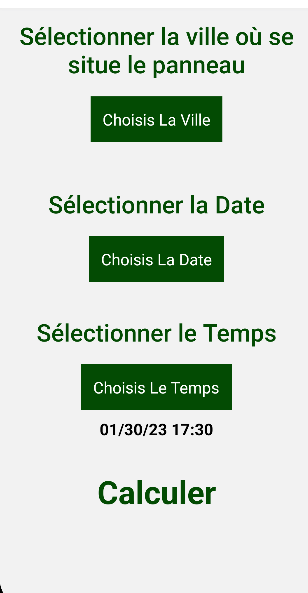 Sélectionner la ville où se
situe le panneau
Choisis La Ville
Sélectionner la Date
Choisis La Date
Sélectionner le Temps
Choisis Le Temps
01/30/23 17:30
Calculer